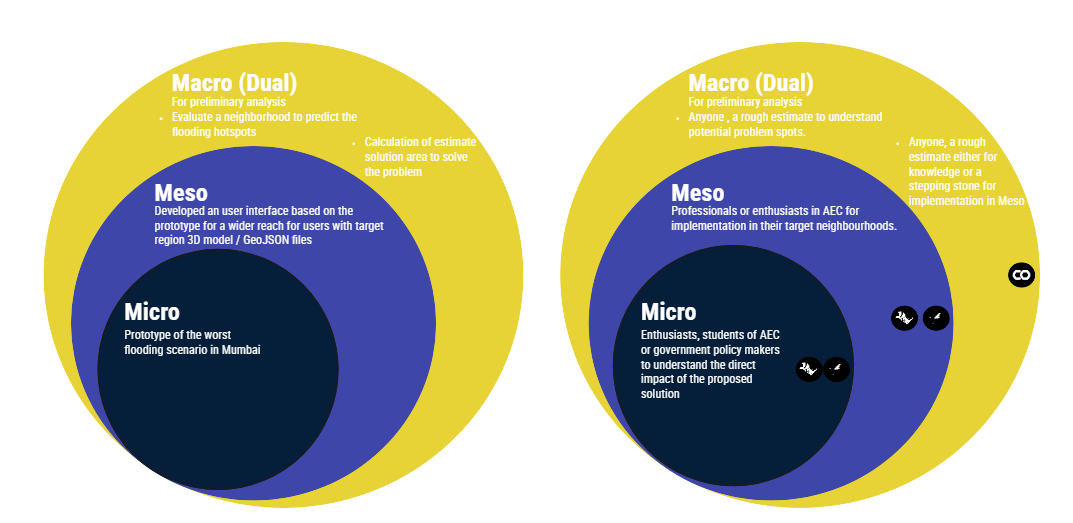 Macro (Dual)
For preliminary analysis
• Evaluate a neighborhood to predict the
flooding hotspots
• Calculation of estimate
solution area to solve
the problem
Meso
Developed an user interface based on the
prototype for a wider reach for users with target
region 3D model / GeoJSON files
Micro
Prototype of the worst
flooding scenario in Mumbai
Macro (Dual)
For preliminary analysis
• Anyone , a rough estimate to understand
potential problem spots.
• Anyone, a rough
estimate either for
knowledge or a
stepping stone for
implementation in Meso
Meso
Professionals or enthusiasts in AEC for
implementation in their target neighbourhoods.
Micro
Enthusiasts, students of AEC
or government policy makers
to understand the direct
impact of the proposed
solution
CO